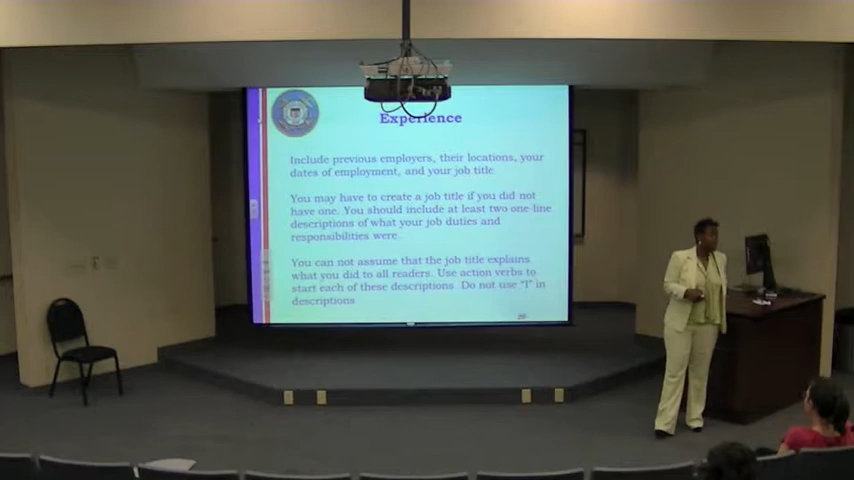 Experience
Include previous employers, their locations, your
dates of employment, and your job title
You may have to create a job title if you did not
have one. You should include at least two one-line
descriptions of what your job duties and
responsibilities were.
You can not assume that the job title explains
what you did to all readers. Use action verbs to
start each of these descriptions. Do not use "I" in
descriptions